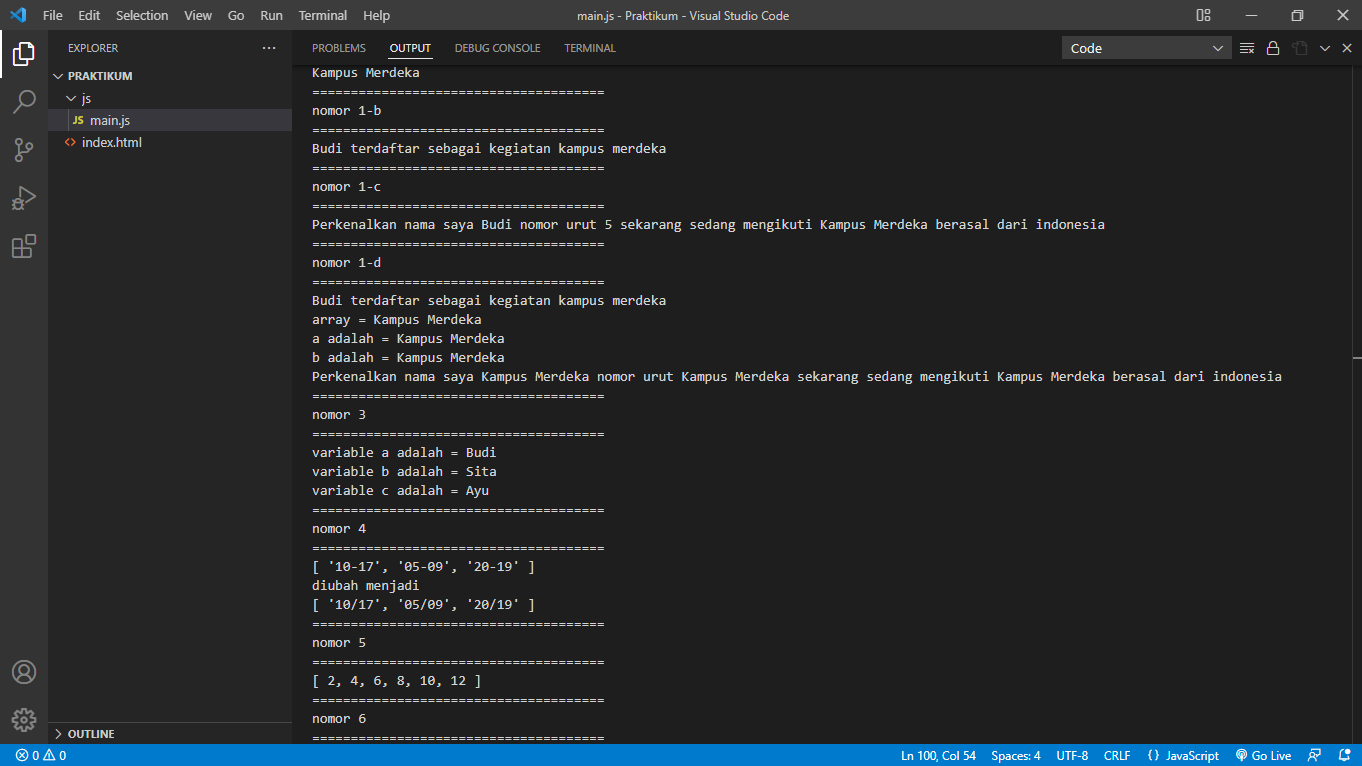 File Edit Selection View Go Run Terminal Help main.js - Praktikum - Visual Studio Code
EXPLORER ...
PRAKTIKUM
js
JS main.js
<> index.html
OUTLINE
PROBLEMS OUTPUT DEBUG CONSOLE TERMINAL Code
Kampus Merdeka
======================================
nomor 1-b
======================================
Budi terdaftar sebagai kegiatan kampus merdeka
======================================
nomor 1-c
======================================
Perkenalkan nama saya Budi nomor urut 5 sekarang sedang mengikuti Kampus Merdeka berasal dari indonesia
======================================
nomor 1-d
======================================
Budi terdaftar sebagai kegiatan kampus merdeka
array = Kampus Merdeka
a adalah = Kampus Merdeka
b adalah = Kampus Merdeka
Perkenalkan nama saya Kampus Merdeka nomor urut Kampus Merdeka sekarang sedang mengikuti Kampus Merdeka berasal dari indonesia
======================================
nomor 3
======================================
variable a adalah = Budi
variable b adalah = Sita
variable c adalah = Ayu
======================================
nomor 4
======================================
[ '10-17', '05-09', '20-19' ]
diubah menjadi
[ '10/17', '05/09', '20/19' ]
======================================
nomor 5
======================================
[ 2, 4, 6, 8, 10, 12 ]
======================================
nomor 6
======================================
0 0 Ln 100, Col 54 Spaces: 4 UTF-8 CRLF {} JavaScript Go Live